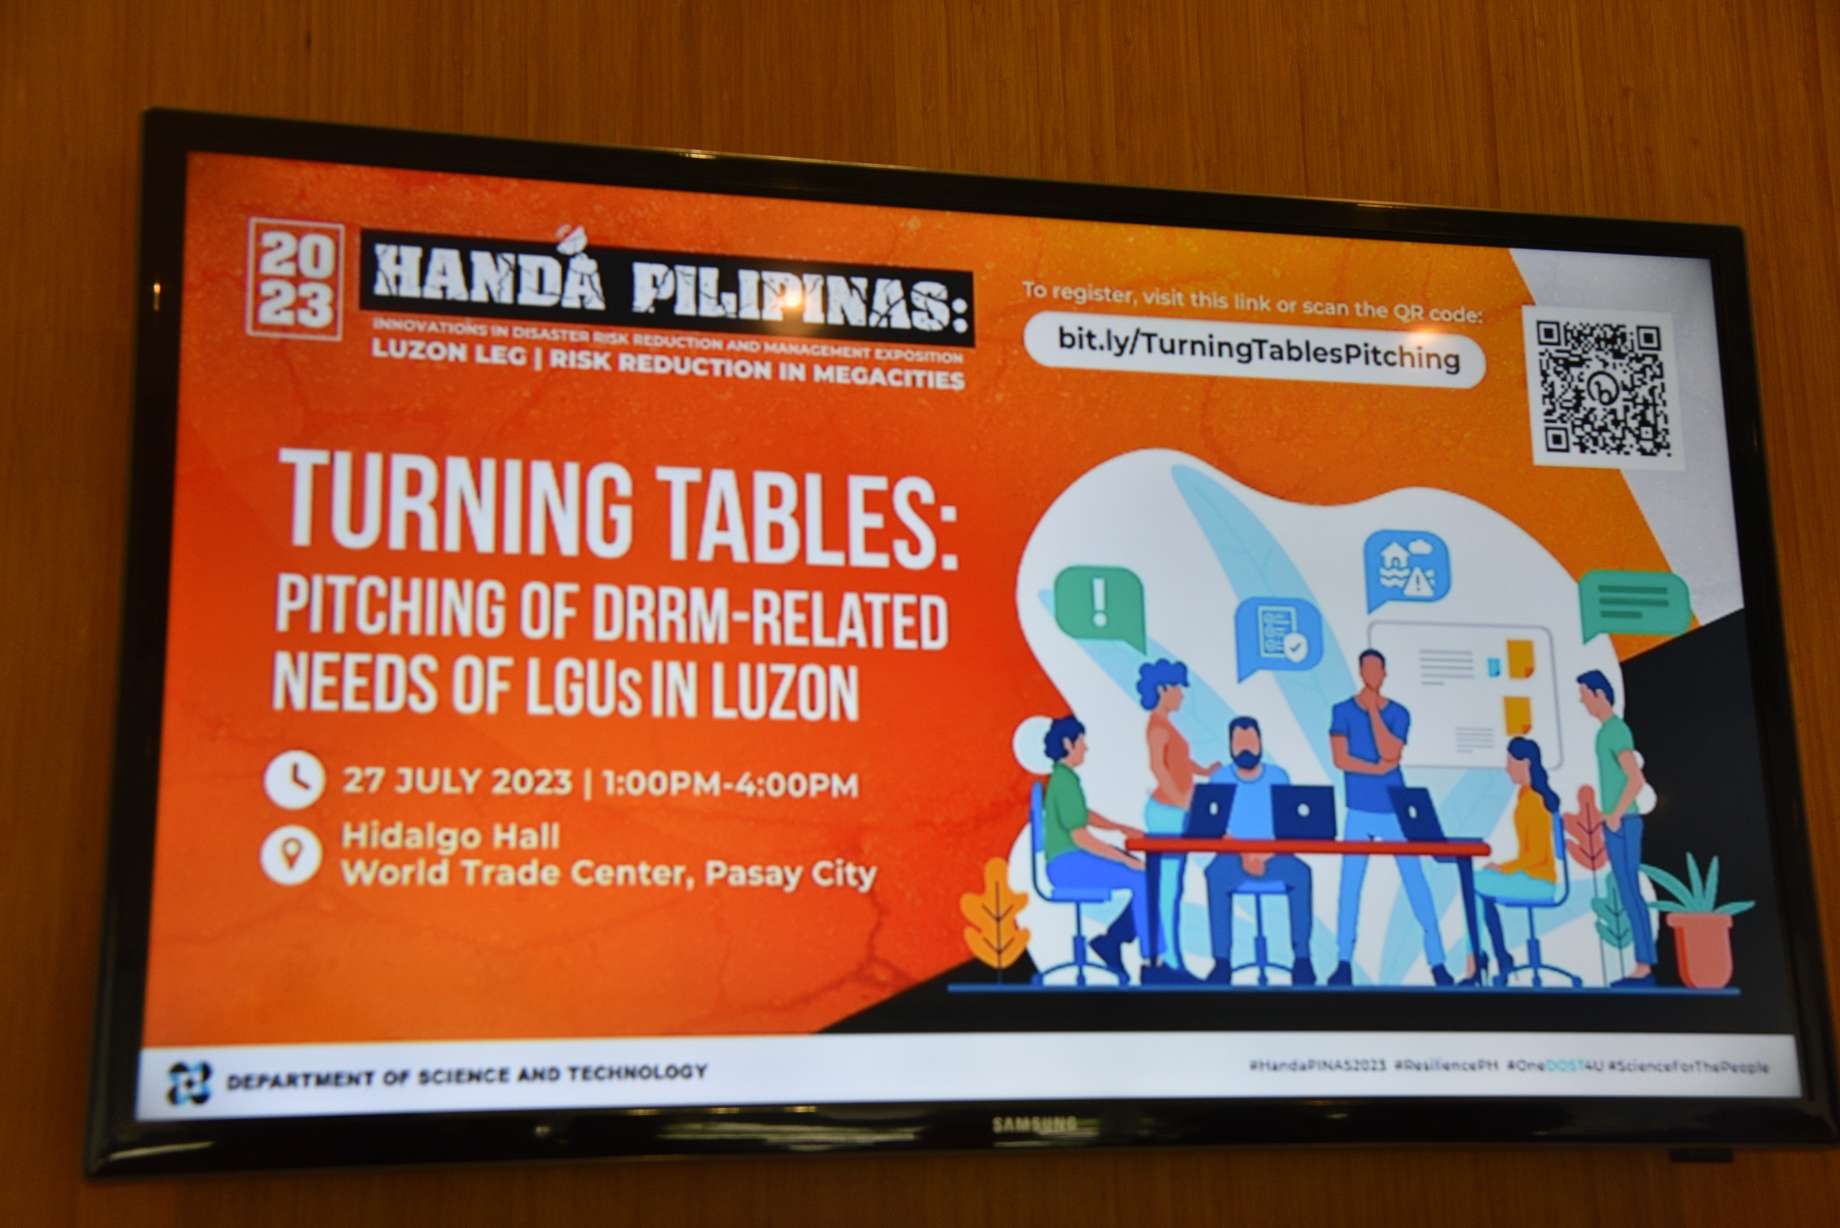 2023
HANDA PILIPINAS:
INNOVATIONS IN DISASTER RISK REDUCTION AND MANAGEMENT EXPOSITION
LUZON LEG | RISK REDUCTION IN MEGACITIES
To register, visit this link or scan the QR code:
bit.ly/TurningTablesPitching
TURNING TABLES:
PITCHING OF DRRM-RELATED
NEEDS OF LGUs IN LUZON
27 JULY 2023 | 1:00PM-4:00PM
Hidalgo Hall
World Trade Center, Pasay City
DEPARTMENT OF SCIENCE AND TECHNOLOGY
#HandaPINAS2023 #ResiliencePH #OneDOST4U #ScienceForThePeople
SAMSUNG